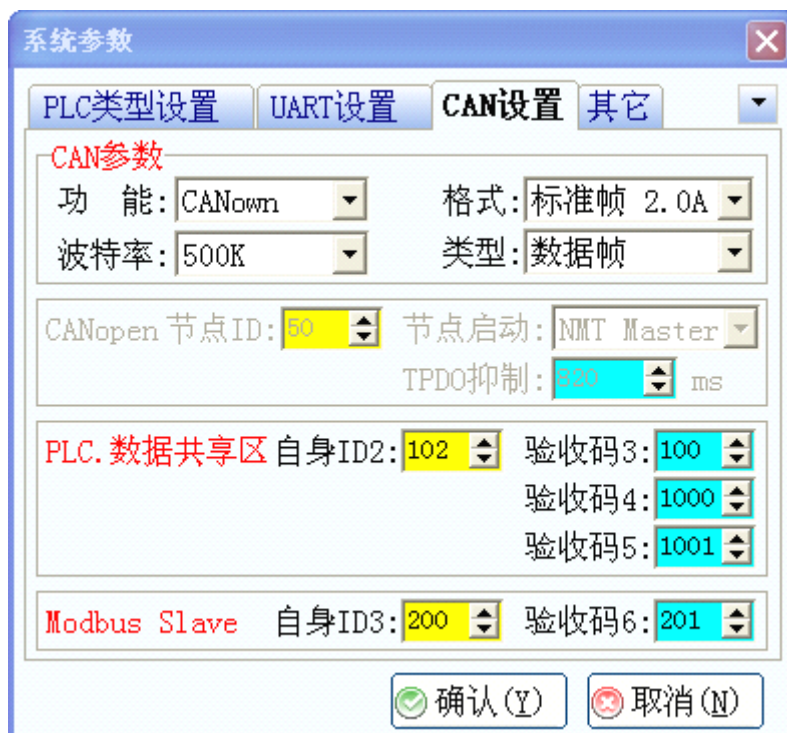 系统参数
PLC类型设置 UART设置 CAN设置 其它
CAN参数
功 能: CANown 格式: 标准帧 2.0A
波特率: 500K 类型: 数据帧
CANopen 节点ID: 50 节点启动: NMT Master
TPDO抑制: 820 ms
PLC.数据共享区 自身ID2: 102 验收码3: 100
验收码4: 1000
验收码5: 1001
Modbus Slave 自身ID3: 200 验收码6: 201
确认(Y) 取消(N)